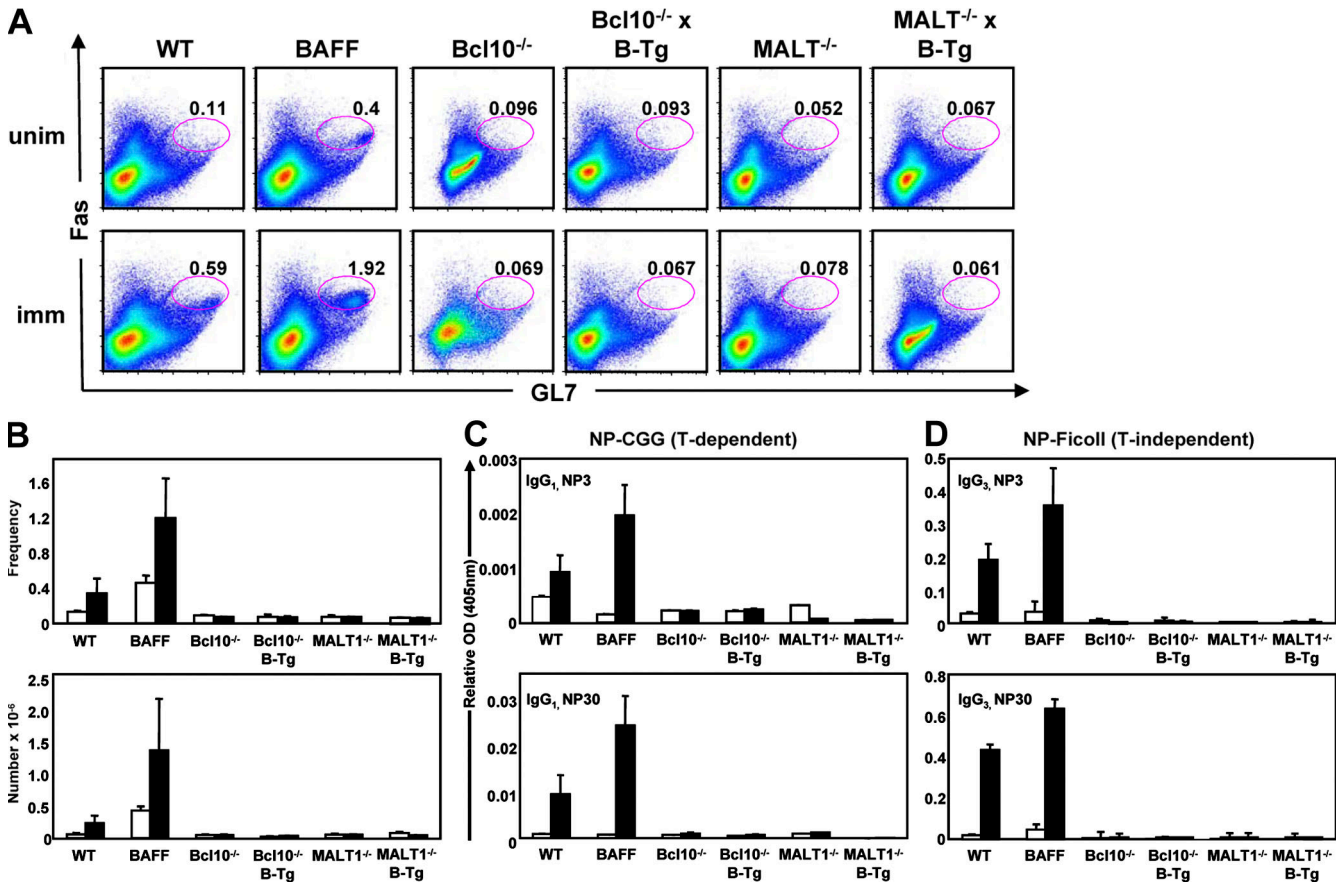 A
WT BAFF Bcl10-/- Bcl10-/- x B-Tg MALT-/- MALT-/- x B-Tg
unim
0.11 0.4 0.096 0.093 0.052 0.067
Fas
imm
0.59 1.92 0.069 0.067 0.078 0.061
GL7
B
Frequency
1.6
1.2
0.8
0.4
0
WT BAFF Bcl10-/- Bcl10-/- B-Tg MALT1-/- MALT1-/- B-Tg
Number x 10-6
2.5
2.0
1.5
1.0
0.5
0
WT BAFF Bcl10-/- Bcl10-/- B-Tg MALT1-/- MALT1-/- B-Tg
C
NP-CGG (T-dependent)
Relative OD (405nm)
IgG1, NP3
0.003
0.002
0.001
0.000
WT BAFF Bcl10-/- Bcl10-/- B-Tg MALT1-/- MALT1-/- B-Tg
IgG1, NP30
0.03
0.02
0.01
0.00
WT BAFF Bcl10-/- Bcl10-/- B-Tg MALT1-/- MALT1-/- B-Tg
D
NP-Ficoll (T-independent)
IgG3, NP3
0.5
0.4
0.3
0.2
0.1
0.0
WT BAFF Bcl10-/- Bcl10-/- B-Tg MALT1-/- MALT1-/- B-Tg
IgG3, NP30
0.8
0.6
0.4
0.2
0
WT BAFF Bcl10-/- Bcl10-/- B-Tg MALT1-/- MALT1-/- B-Tg